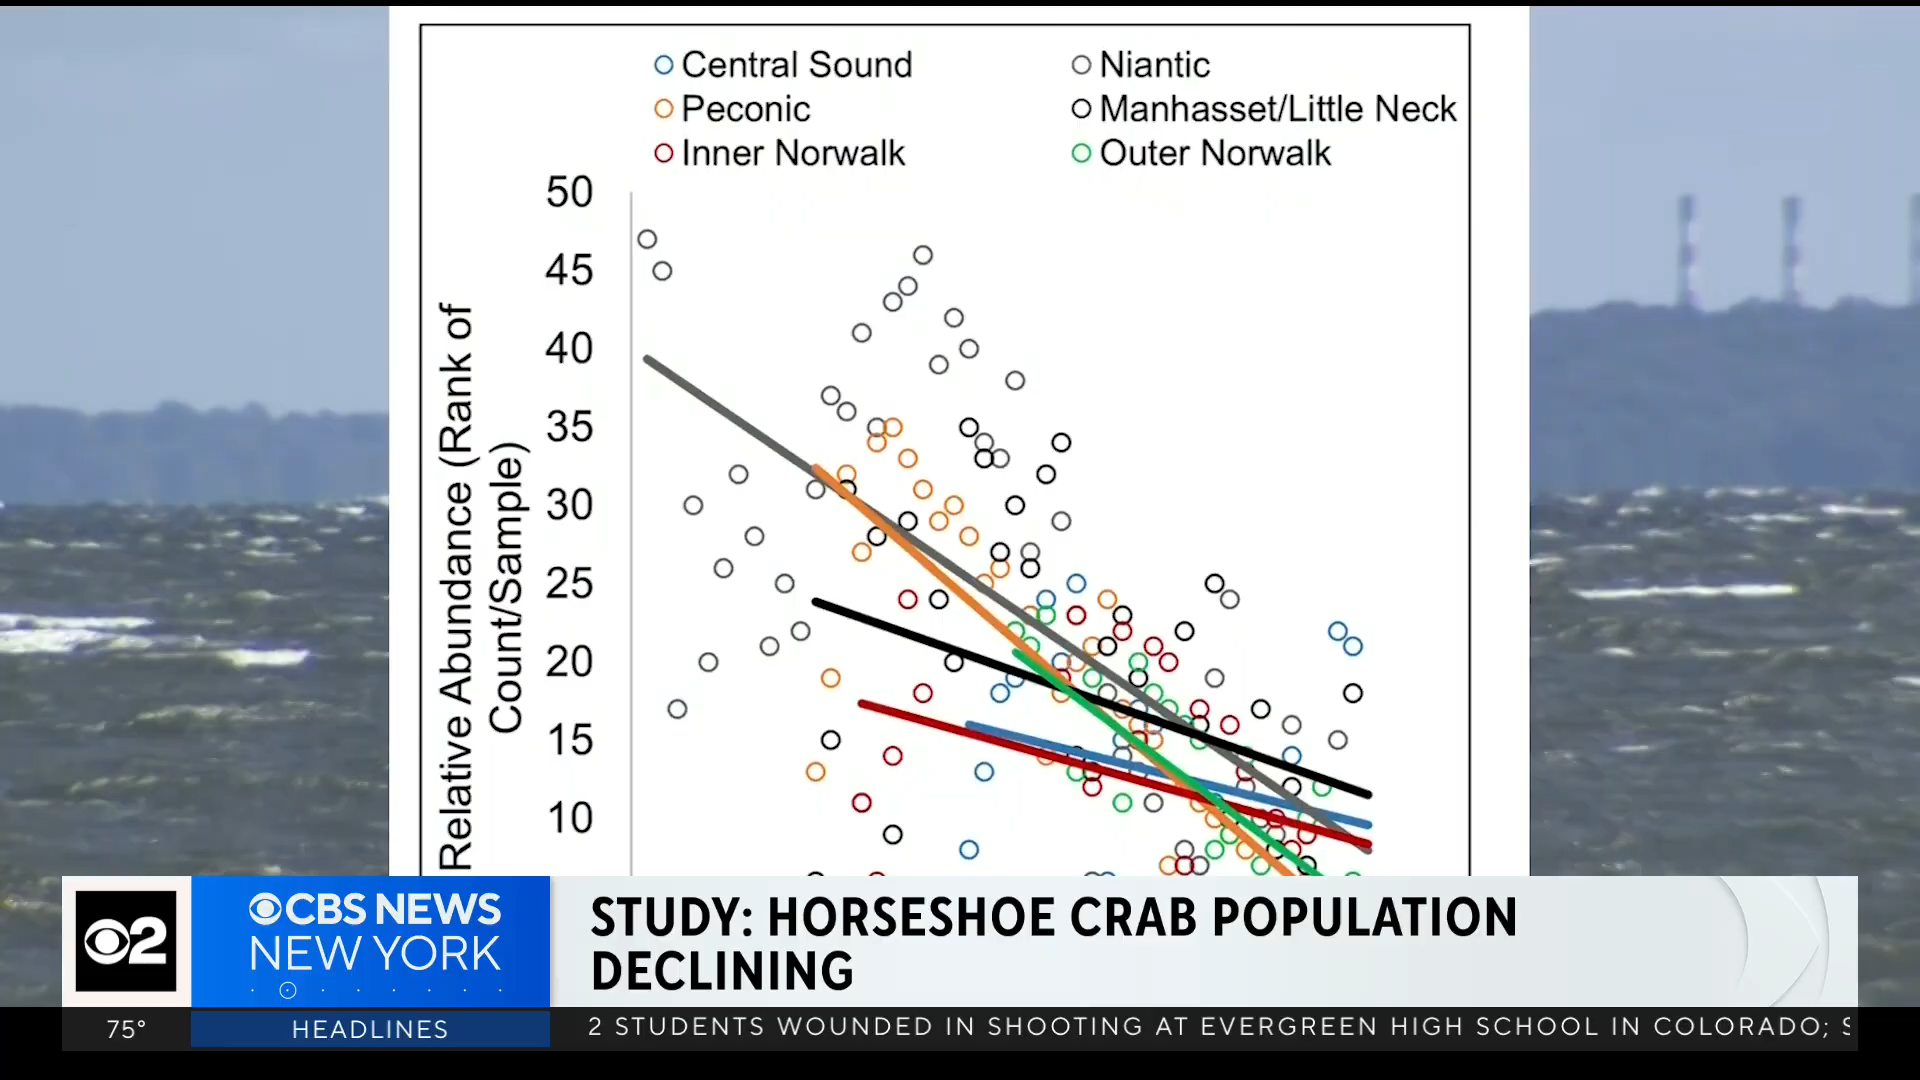 Central Sound
Niantic
Peconic
Manhasset/Little Neck
Inner Norwalk
Outer Norwalk
50
45
40
35
30
25
20
15
10
Relative Abundance (Rank of
Count/Sample)
2
CBS NEWS
NEW YORK
STUDY: HORSESHOE CRAB POPULATION
DECLINING
75°
HEADLINES
2 STUDENTS WOUNDED IN SHOOTING AT EVERGREEN HIGH SCHOOL IN COLORADO;